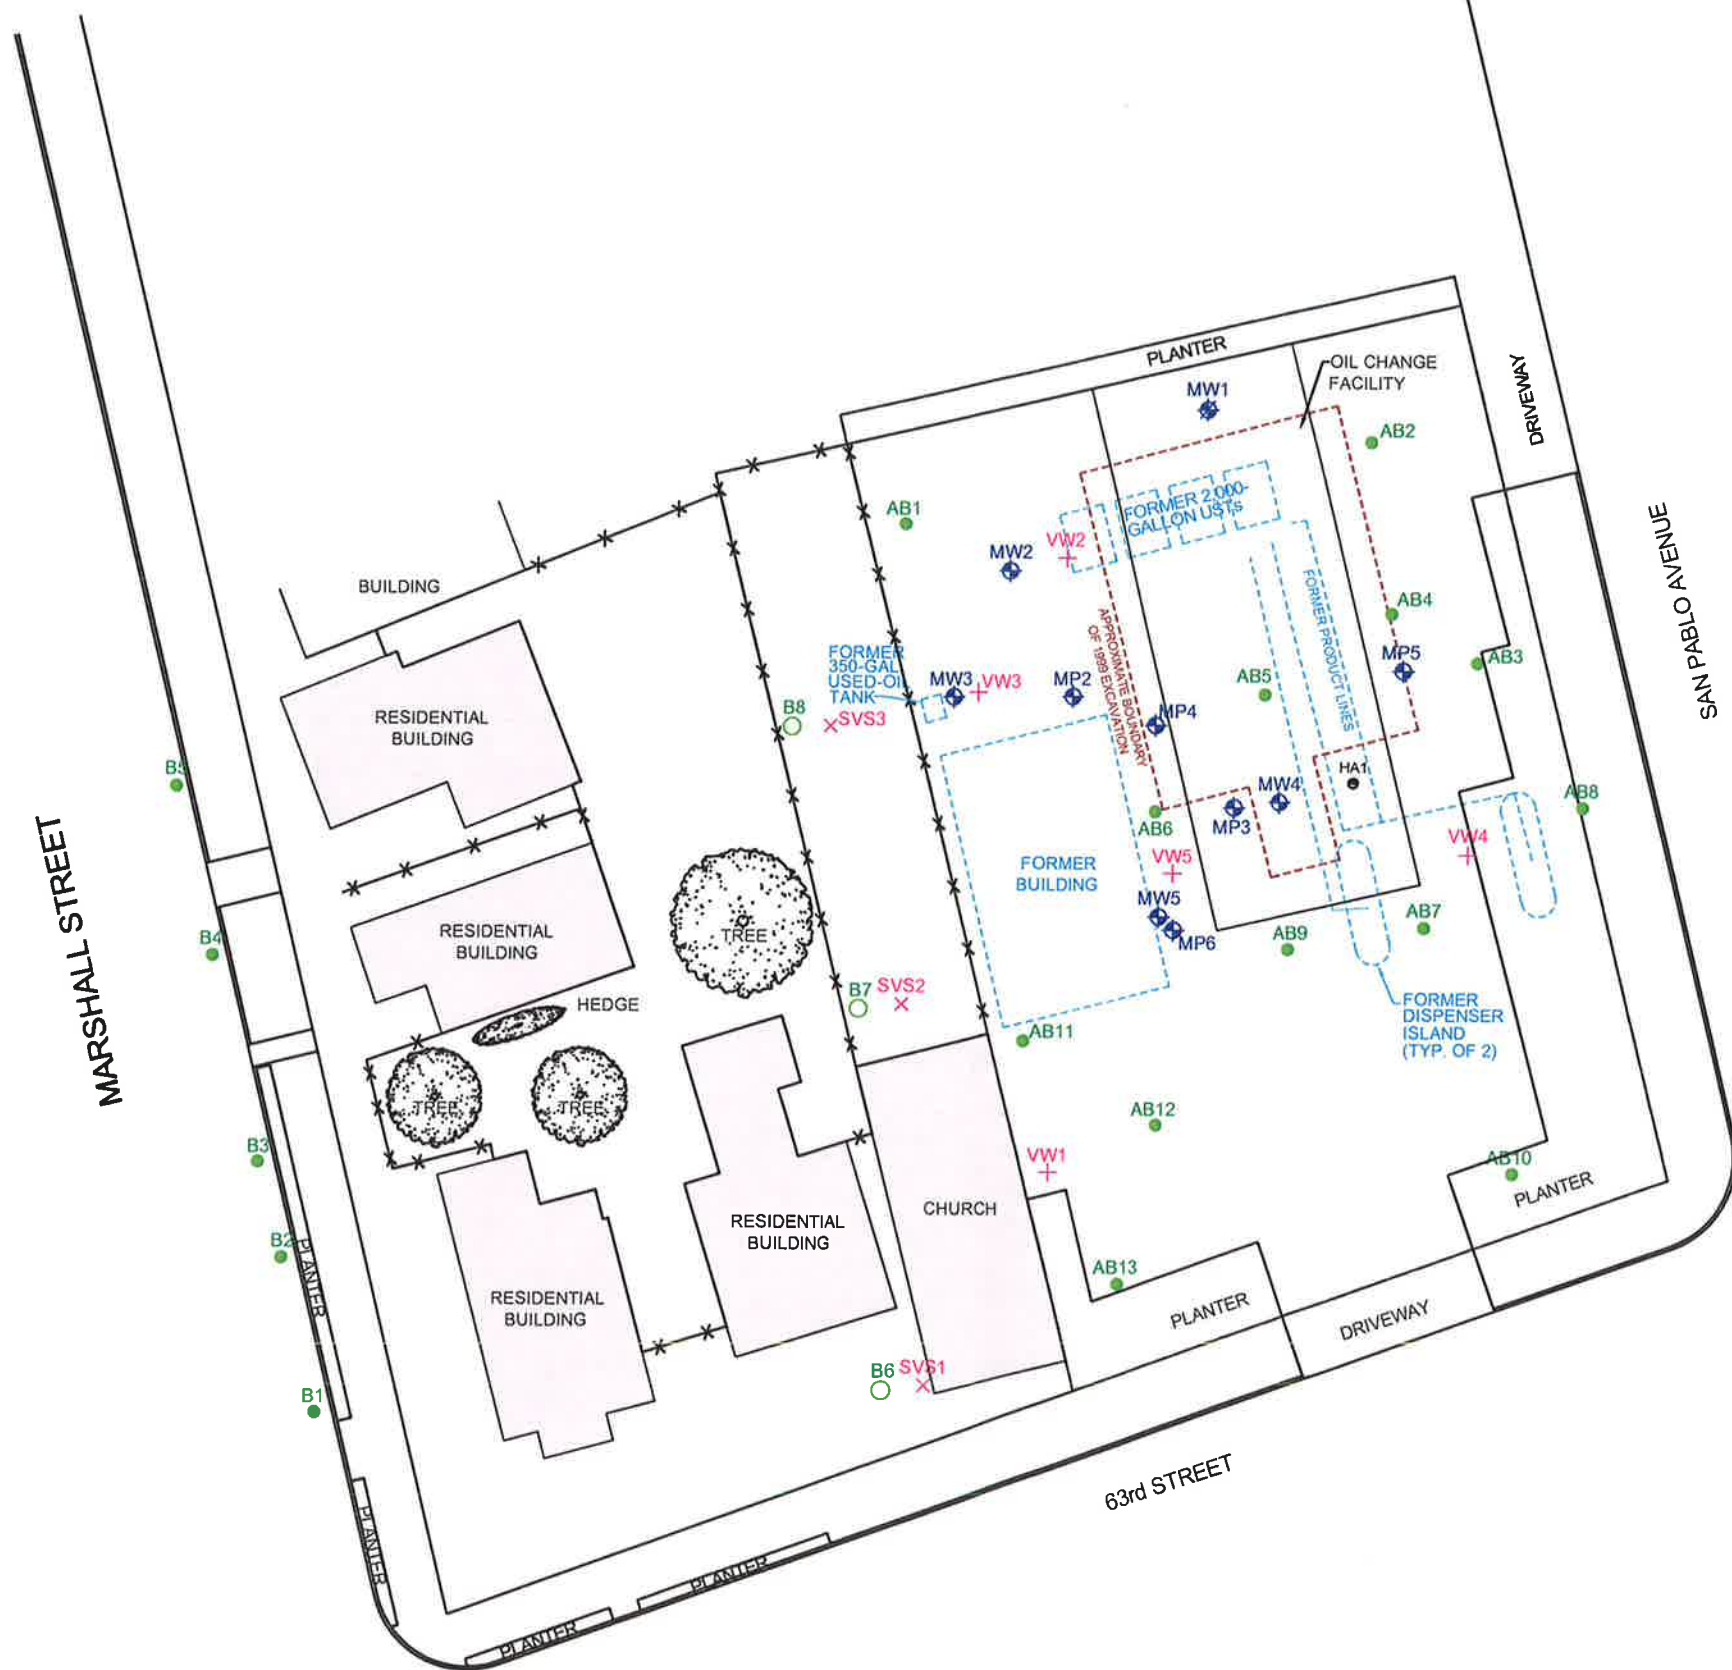 PLANTER
OIL CHANGE
FACILITY
DRIVEWAY
MW1
AB2
AB1
FORMER 2,000-
GALLON USTs
VW2
MW2
SAN PABLO AVENUE
BUILDING
FORMER PRODUCT LINES
APPROXIMATE BOUNDARY
OF 1999 EXCAVATION
AB4
FORMER
350-GAL
USED-OIL
TANK
MW3
VW3
MP2
AB5
MP5
AB3
RESIDENTIAL
BUILDING
B8
SVS3
MP4
B5
HA1
MW4
MP3
AB6
AB8
VW4
VW5
FORMER
BUILDING
MARSHALL STREET
MW5
MP6
AB9
AB7
RESIDENTIAL
BUILDING
TREE
B4
B7
SVS2
HEDGE
FORMER
DISPENSER
ISLAND
(TYP. OF 2)
AB11
TREE
TREE
AB12
B3
VW1
AB10
PLANTER
CHURCH
RESIDENTIAL
BUILDING
B2
PLANTER
AB13
RESIDENTIAL
BUILDING
PLANTER
DRIVEWAY
B6
SVS1
B1
63rd STREET
PLANTER
PLANTER
PLANTER